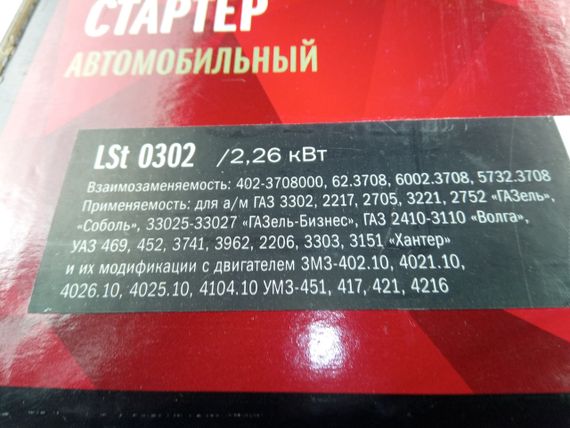 СТАРТЕР
АВТОМОБИЛЬНЫЙ
LSt 0302 /2,26 кВт
Взаимозаменяемость: 402-3708000, 62.3708, 6002.3708, 5732.3708
Применяемость: для а/м ГАЗ 3302, 2217, 2705, 3221, 2752 «ГАЗель»,
«Соболь», 33025-33027 «ГАЗель-Бизнес», ГАЗ 2410-3110 «Волга»,
УАЗ 469, 452, 3741, 3962, 2206, 3303, 3151 «Хантер»
и их модификации с двигателем ЗМЗ-402.10, 4021.10,
4026.10, 4025.10, 4104.10 УМЗ-451, 417, 421, 4216